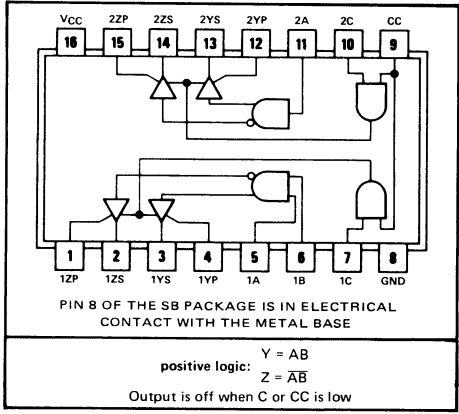 VCC 2ZP 2ZS 2YS 2YP 2A 2C CC
16 15 14 13 12 11 10 9
1 2 3 4 5 6 7 8
1ZP 1ZS 1YS 1YP 1A 1B 1C GND
PIN 8 OF THE SB PACKAGE IS IN ELECTRICAL
CONTACT WITH THE METAL BASE
positive logic: Y = AB
Z = A̅B̅
Output is off when C or CC is low